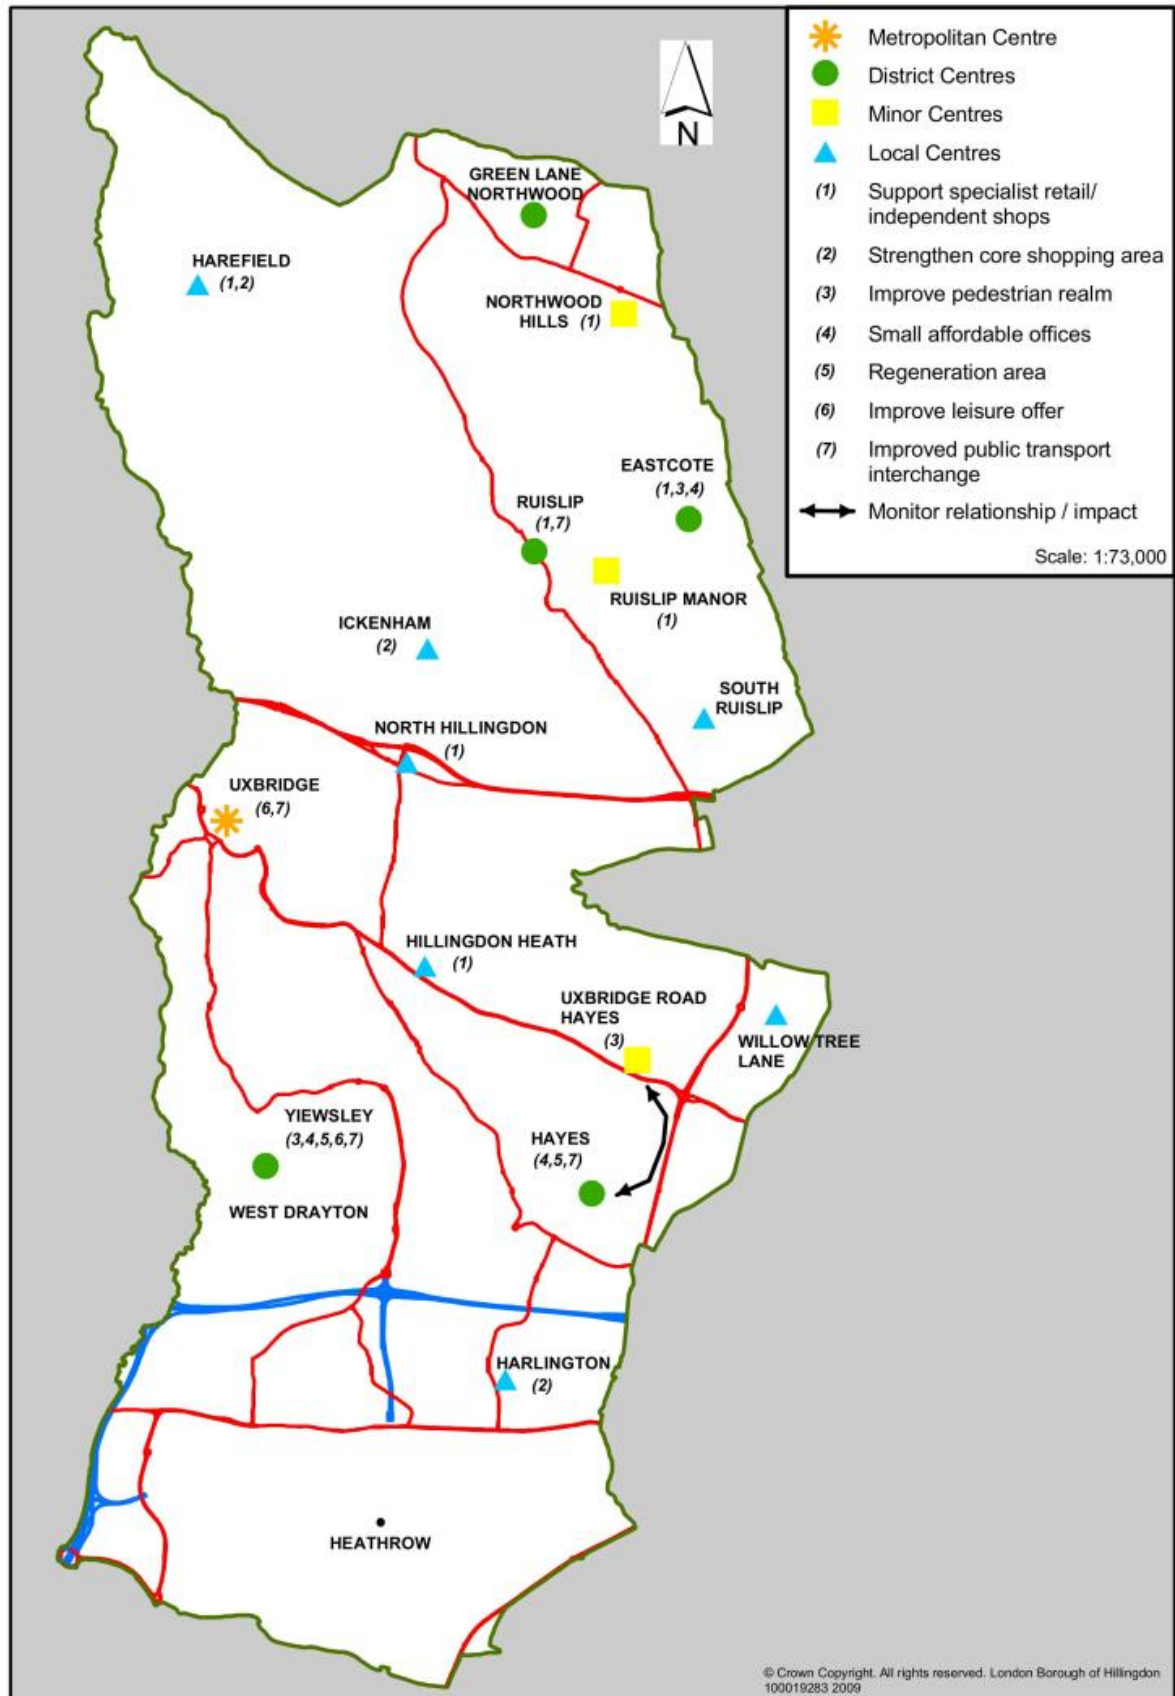 Metropolitan Centre
District Centres
Minor Centres
Local Centres
(1) Support specialist retail/
independent shops
(2) Strengthen core shopping area
(3) Improve pedestrian realm
(4) Small affordable offices
(5) Regeneration area
(6) Improve leisure offer
(7) Improved public transport
interchange
Monitor relationship / impact
Scale: 1:73,000
N
GREEN LANE
NORTHWOOD
HAREFIELD
(1,2)
NORTHWOOD
HILLS (1)
EASTCOTE
(1,3,4)
RUISLIP
(1,7)
RUISLIP MANOR
(1)
ICKENHAM
(2)
SOUTH
RUISLIP
NORTH HILLINGDON
(1)
UXBRIDGE
(6,7)
HILLINGDON HEATH
(1)
UXBRIDGE ROAD
HAYES
(3)
WILLOW TREE
LANE
YIEWSLEY
(3,4,5,6,7)
HAYES
(4,5,7)
WEST DRAYTON
HARLINGTON
(2)
HEATHROW
© Crown Copyright. All rights reserved. London Borough of Hillingdon
100019283 2009